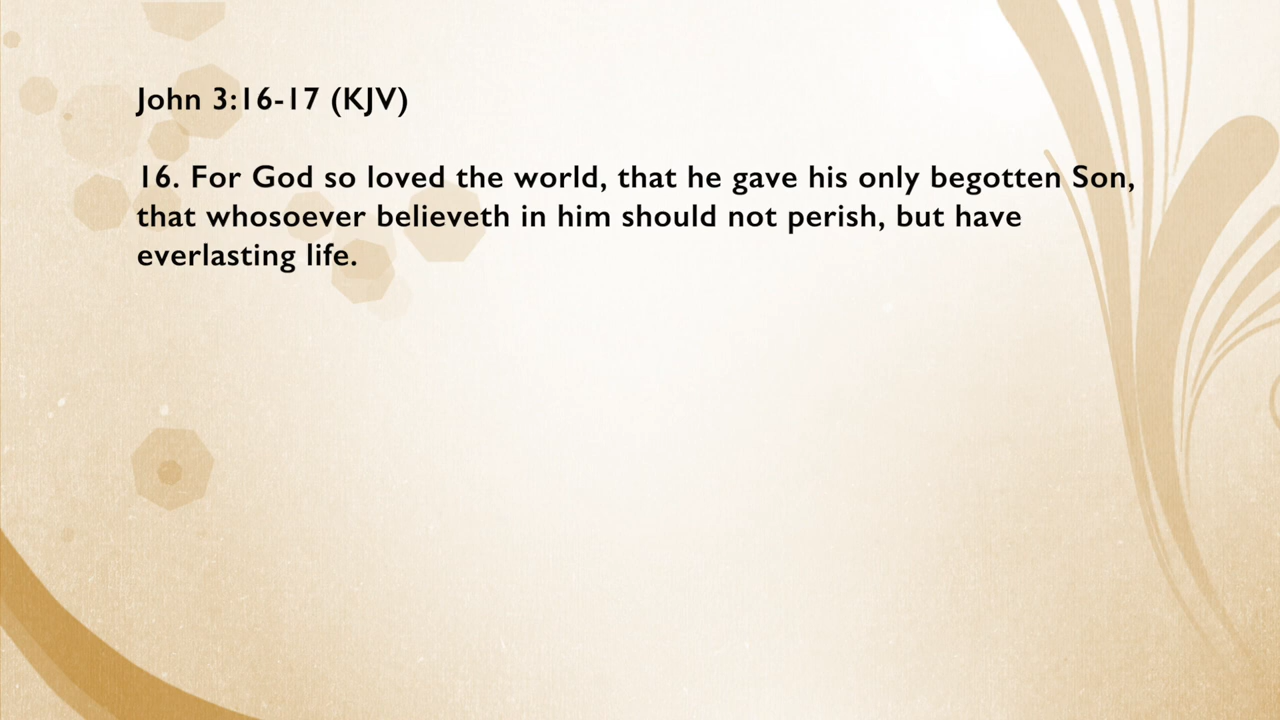 John 3:16-17 (KJV)
16. For God so loved the world, that he gave his only begotten Son,
that whosoever believeth in him should not perish, but have
everlasting life.